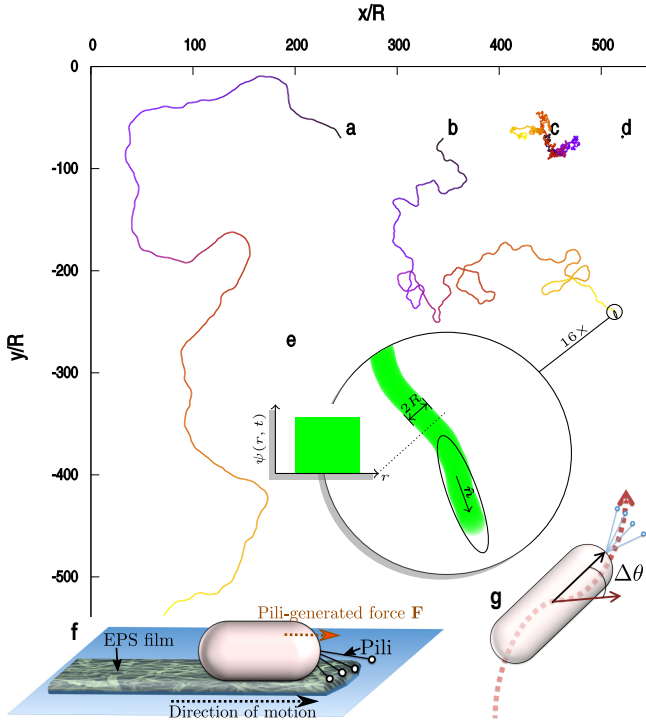 x/R
0 100 200 300 400 500
0
-100
-200
-300
-400
-500
y/R
a
b
c
d
e
16×
2R
ψ(r, t)
r
n̂
f
EPS film
Pili-generated force F
Pili
Direction of motion
g
Δθ